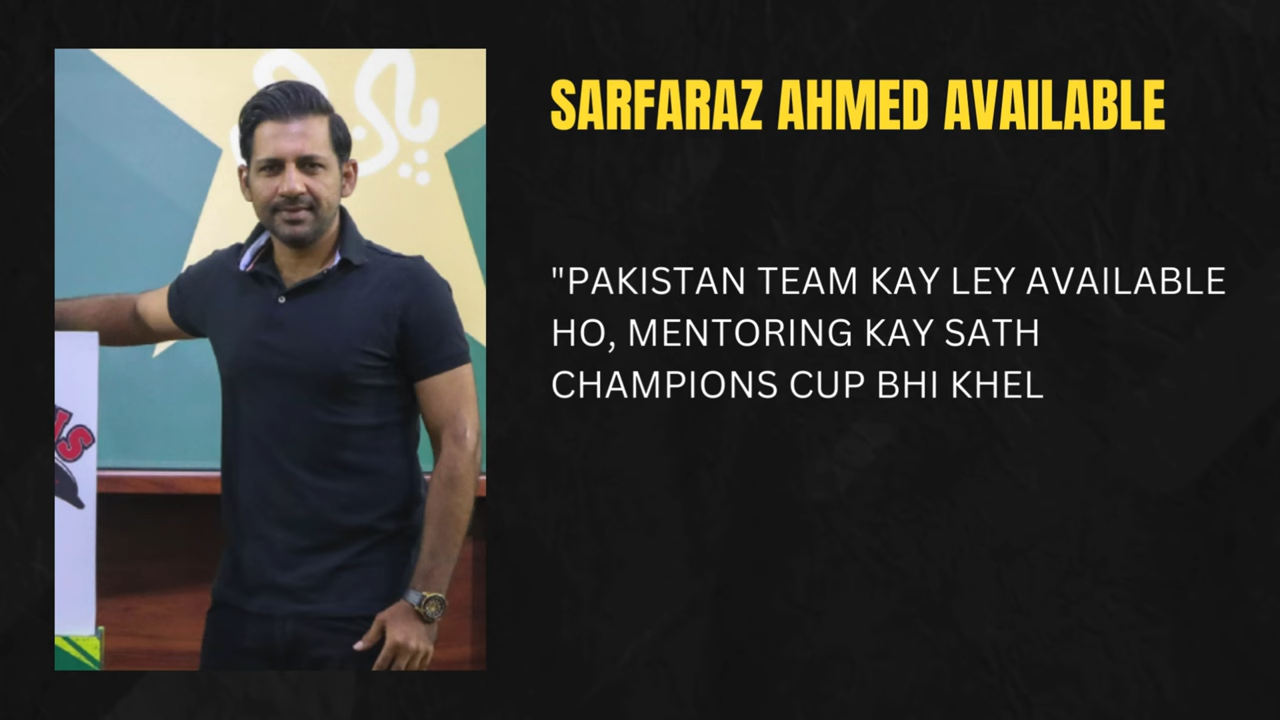 SARFARAZ AHMED AVAILABLE
"PAKISTAN TEAM KAY LEY AVAILABLE
HO, MENTORING KAY SATH
CHAMPIONS CUP BHI KHEL